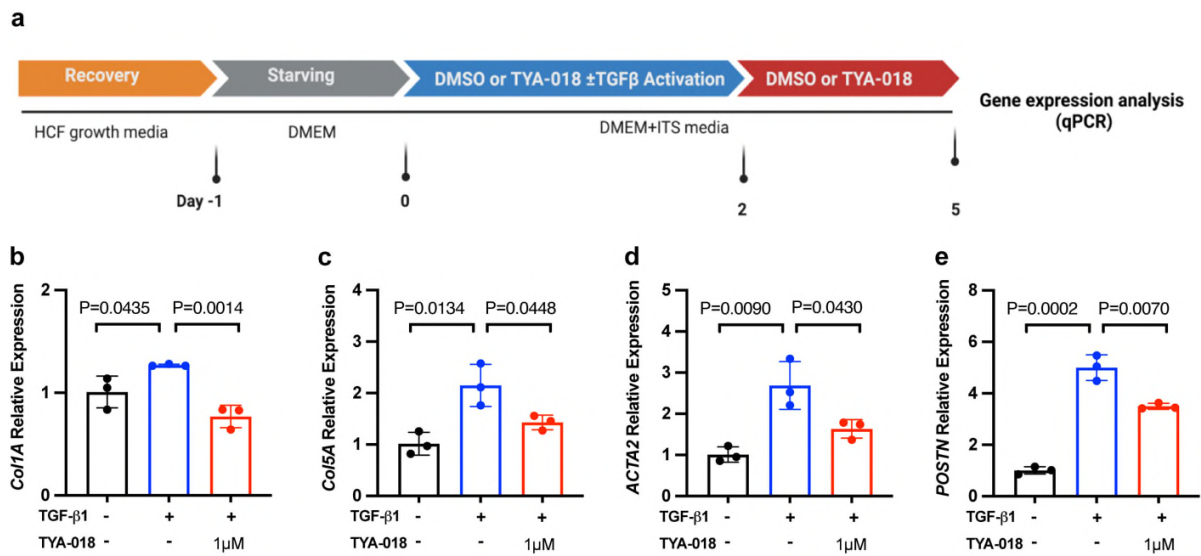 a
Recovery
Starving
DMSO or TYA-018 ±TGFβ Activation
DMSO or TYA-018
Gene expression analysis
(qPCR)
HCF growth media
DMEM
DMEM+ITS media
Day -1
0
2
5
b
Col1A Relative Expression
2
1
0
P=0.0435
P=0.0014
TGF-β1 - + +
TYA-018 - - 1μM
c
Col5A Relative Expression
4
3
2
1
0
P=0.0134
P=0.0448
- + +
- - 1μM
d
ACTA2 Relative Expression
5
4
3
2
1
0
P=0.0090
P=0.0430
TGF-β1 - + +
TYA-018 - - 1μM
e
POSTN Relative Expression
8
6
4
2
0
P=0.0002
P=0.0070
TGF-β1 - + +
TYA-018 - - 1μM